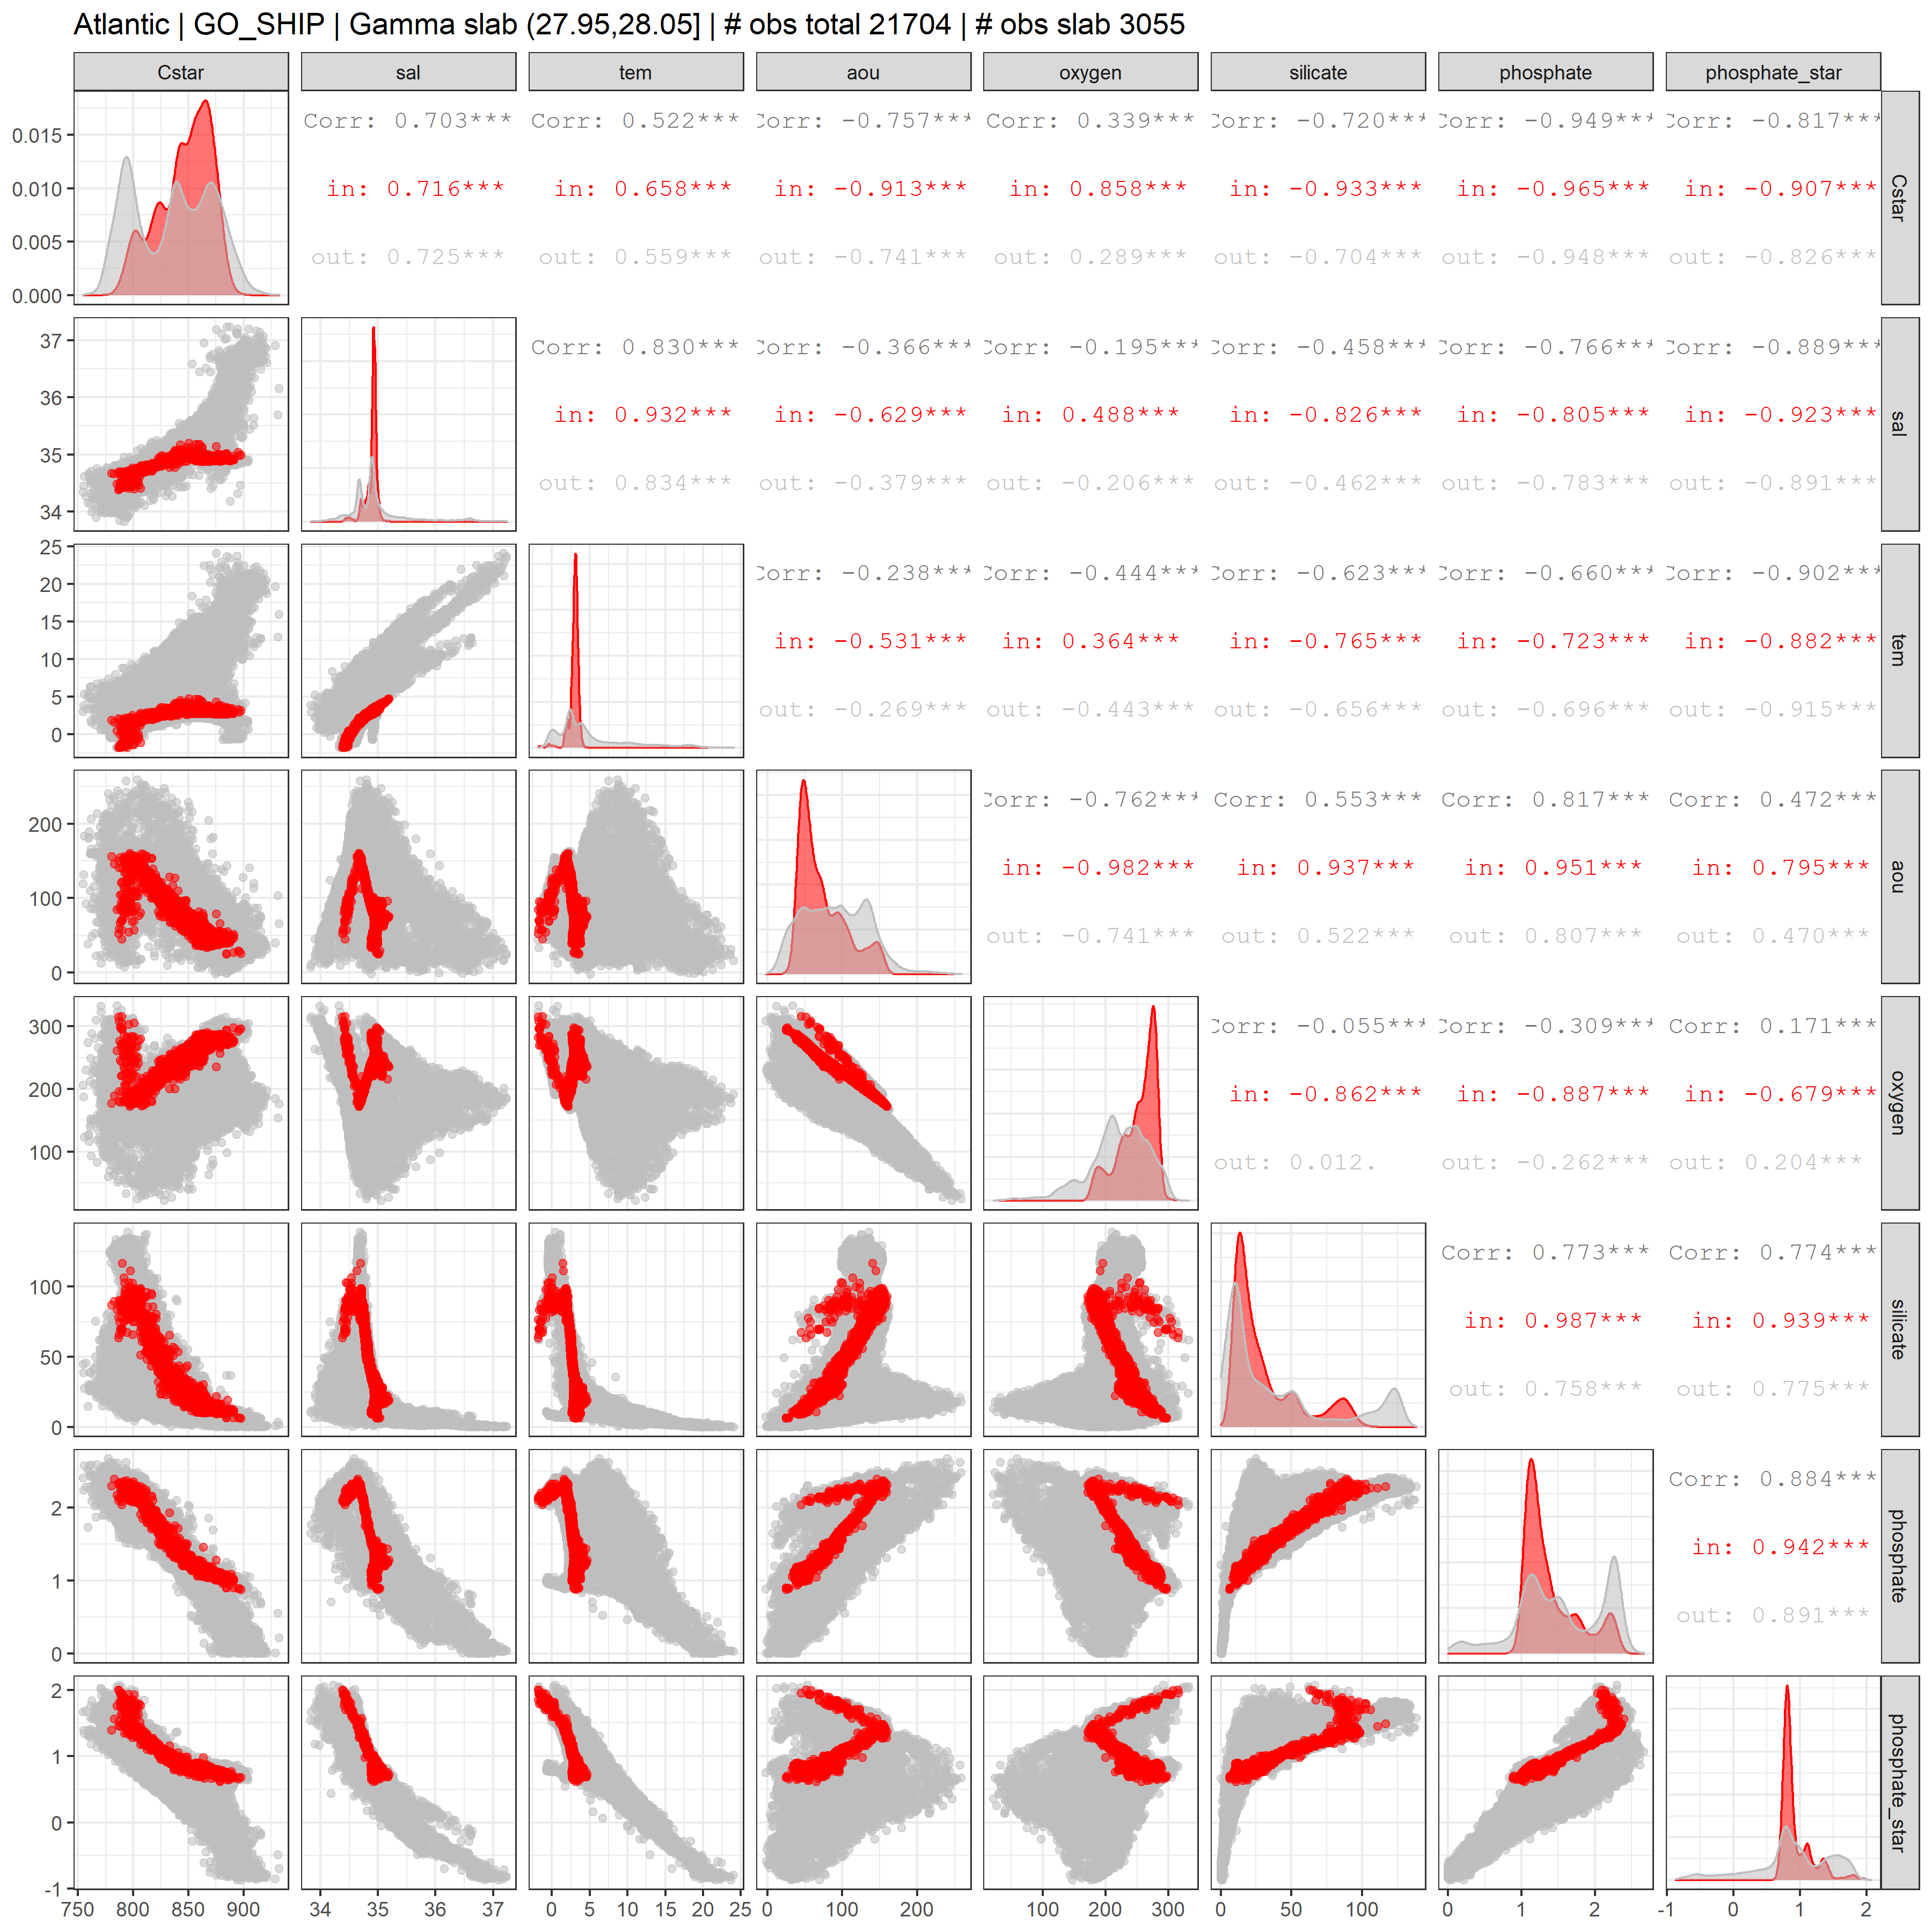 Atlantic | GO_SHIP | Gamma slab (27.95,28.05] | # obs total 21704 | # obs slab 3055
Cstar sal tem aou oxygen silicate phosphate phosphate_star
0.015
0.010
0.005
0.000
Corr: 0.703*** Corr: 0.522*** Corr: -0.757*** Corr: 0.339*** Corr: -0.720*** Corr: -0.949*** Corr: -0.817***
in: 0.716*** in: 0.658*** in: -0.913*** in: 0.858*** in: -0.933*** in: -0.965*** in: -0.907***
out: 0.725*** out: 0.559*** out: -0.741*** out: 0.289*** out: -0.704*** out: -0.948*** out: -0.826***
Cstar
37
36
35
34
Corr: 0.830*** Corr: -0.366*** Corr: -0.195*** Corr: -0.458*** Corr: -0.766*** Corr: -0.889***
in: 0.932*** in: -0.629*** in: 0.488*** in: -0.826*** in: -0.805*** in: -0.923***
out: 0.834*** out: -0.379*** out: -0.206*** out: -0.462*** out: -0.783*** out: -0.891***
sal
25
20
15
10
5
0
Corr: -0.238*** Corr: -0.444*** Corr: -0.623*** Corr: -0.660*** Corr: -0.902***
in: -0.531*** in: 0.364*** in: -0.765*** in: -0.723*** in: -0.882***
out: -0.269*** out: -0.443*** out: -0.656*** out: -0.696*** out: -0.915***
tem
200
100
0
Corr: -0.762*** Corr: 0.553*** Corr: 0.817*** Corr: 0.472***
in: -0.982*** in: 0.937*** in: 0.951*** in: 0.795***
out: -0.741*** out: 0.522*** out: 0.807*** out: 0.470***
aou
300
200
100
Corr: -0.055*** Corr: -0.309*** Corr: 0.171***
in: -0.862*** in: -0.887*** in: -0.679***
out: 0.012. out: -0.262*** out: 0.204***
oxygen
100
50
0
Corr: 0.773*** Corr: 0.774***
in: 0.987*** in: 0.939***
out: 0.758*** out: 0.775***
silicate
2
1
0
Corr: 0.884***
in: 0.942***
out: 0.891***
phosphate
2
1
0
-1
phosphate_star
750 800 850 900 34 35 36 37 0 5 10 15 20 25 0 100 200 100 200 300 0 50 100 0 1 2 -1 0 1 2